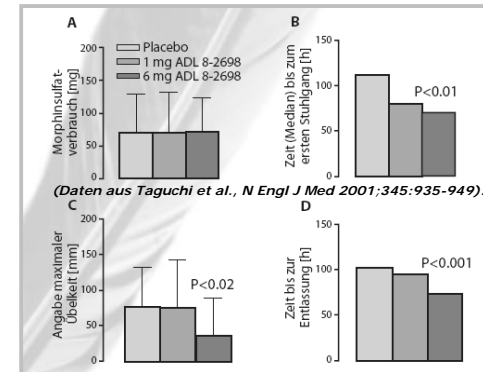 A
Morphinsulfat-
verbrauch [mg]
200
150
100
50
0
Placebo
1 mg ADL 8-2698
6 mg ADL 8-2698
B
Zeit (Median) bis zum
ersten Stuhlgang [h]
150
100
50
0
P<0.01
(Daten aus Taguchi et al., N Engl J Med 2001;345:935-949).
C
Angabe maximaler
Übelkeit [mm]
200
150
100
50
0
P<0.02
D
Zeit bis zur
Entlassung [h]
150
100
50
0
P<0.001